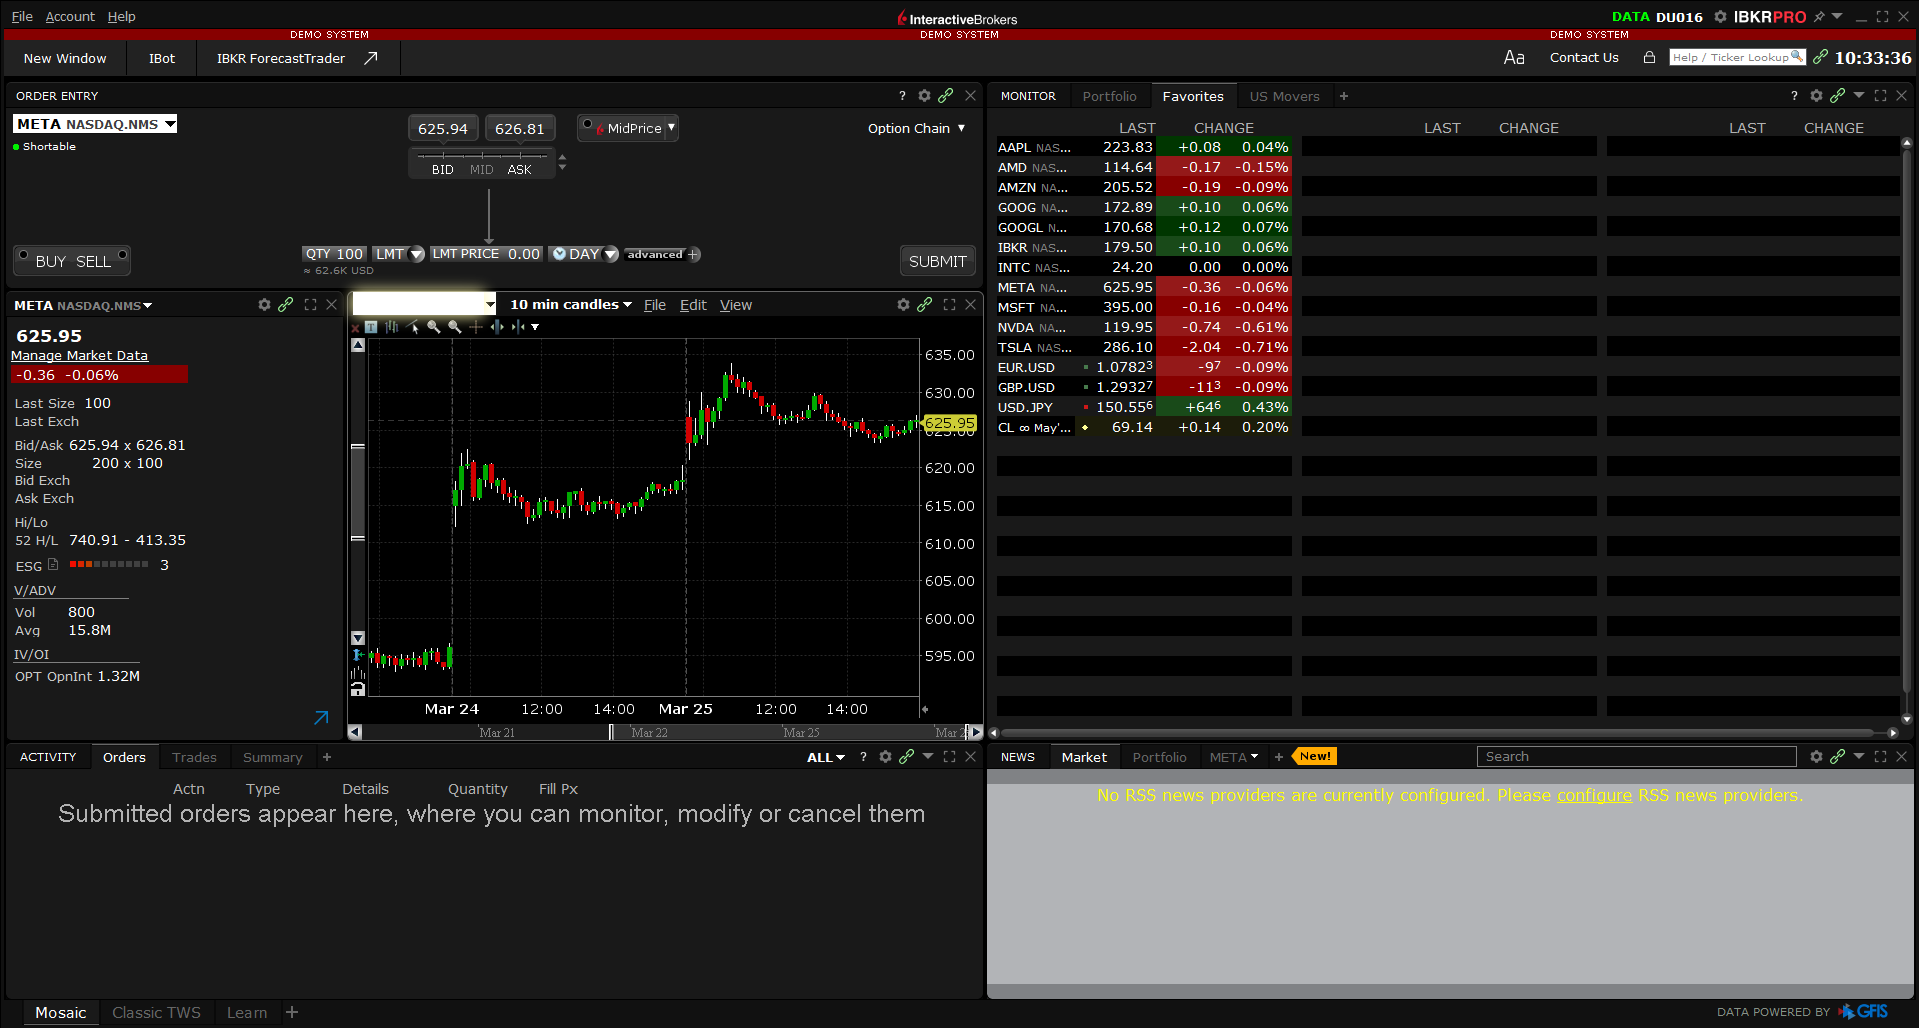 File Account Help
InteractiveBrokers
DATA DU016 IBKRPRO
DEMO SYSTEM DEMO SYSTEM DEMO SYSTEM
New Window IBot IBKR ForecastTrader
Aa Contact Us Help / Ticker Lookup 10:33:36
ORDER ENTRY ?
META NASDAQ.NMS
Shortable
625.94 626.81 MidPrice Option Chain
BID MID ASK
BUY SELL QTY 100 LMT LMT PRICE 0.00 DAY advanced + SUBMIT
≈ 62.6K USD
META NASDAQ.NMS
625.95
Manage Market Data
-0.36 -0.06%
Last Size 100
Last Exch
Bid/Ask 625.94 x 626.81
Size 200 x 100
Bid Exch
Ask Exch
Hi/Lo
52 H/L 740.91 - 413.35
ESG 3
V/ADV
Vol 800
Avg 15.8M
IV/OI
OPT OpnInt 1.32M
10 min candles File Edit View
635.00
630.00
625.95
625.00
620.00
615.00
610.00
605.00
600.00
595.00
Mar 24 12:00 14:00 Mar 25 12:00 14:00
Mar 21 Mar 22 Mar 25
MONITOR Portfolio Favorites US Movers + ?
LAST CHANGE LAST CHANGE LAST CHANGE
AAPL NAS... 223.83 +0.08 0.04%
AMD NAS... 114.64 -0.17 -0.15%
AMZN NA... 205.52 -0.19 -0.09%
GOOG NA... 172.89 +0.10 0.06%
GOOGL N... 170.68 +0.12 0.07%
IBKR NAS... 179.50 +0.10 0.06%
INTC NAS... 24.20 0.00 0.00%
META NA... 625.95 -0.36 -0.06%
MSFT NA... 395.00 -0.16 -0.04%
NVDA NA... 119.95 -0.74 -0.61%
TSLA NAS... 286.10 -2.04 -0.71%
EUR.USD 1.0782³ -9⁷ -0.09%
GBP.USD 1.2932⁷ -11³ -0.09%
USD.JPY 150.55⁶ +64⁶ 0.43%
CL ∞ May'... 69.14 +0.14 0.20%
ACTIVITY Orders Trades Summary + ALL ?
Actn Type Details Quantity Fill Px
Submitted orders appear here, where you can monitor, modify or cancel them
NEWS Market Portfolio META + New! Search
No RSS news providers are currently configured. Please configure RSS news providers.
Mosaic Classic TWS Learn +
DATA POWERED BY GFIS